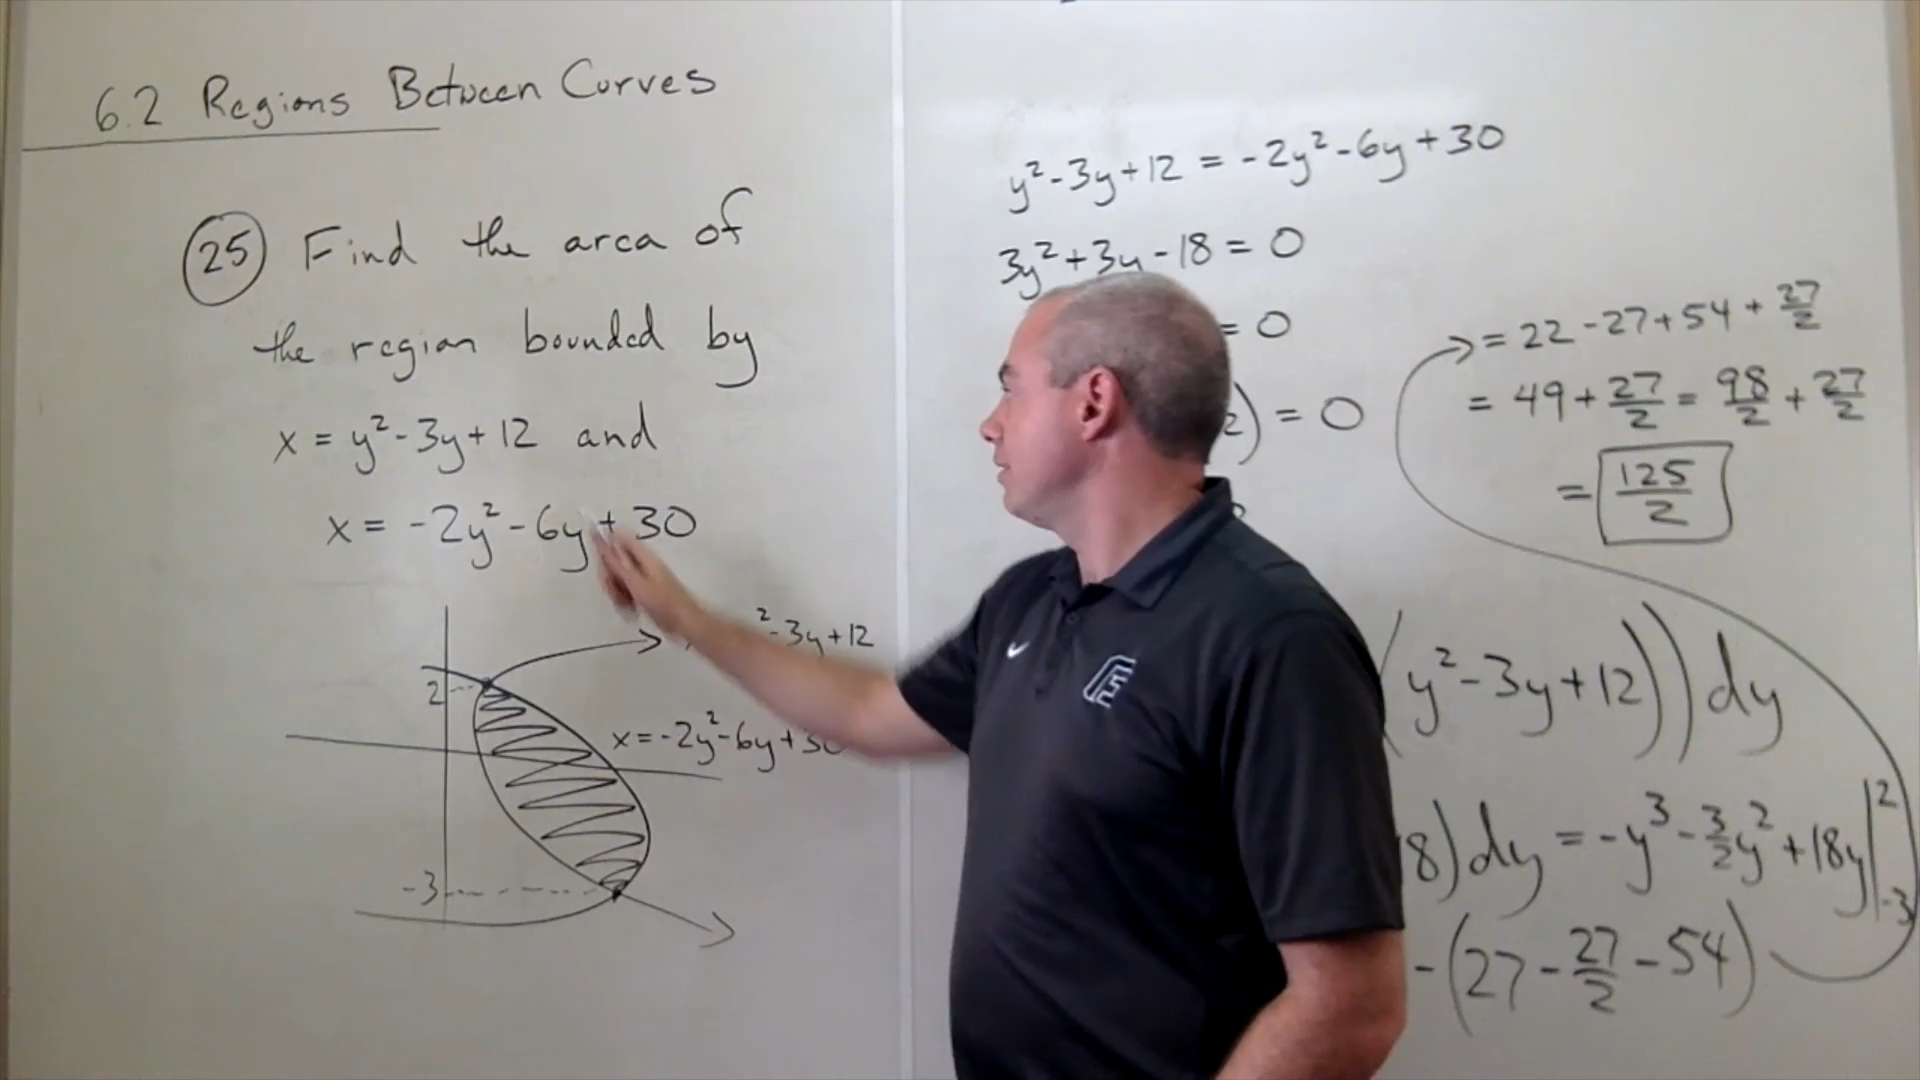 6.2 Regions Between Curves
25 Find the area of
the region bounded by
x = y² - 3y + 12 and
x = -2y² - 6y + 30
² - 3y + 12
2
x = -2y² - 6y + 30
-3
y² - 3y + 12 = -2y² - 6y + 30
3y² + 3y - 18 = 0
= 0
2) = 0
= 22 - 27 + 54 + 27/2
= 49 + 27/2 = 98/2 + 27/2
= 125/2
(y² - 3y + 12)) dy
8) dy = -y³ - 3/2 y² + 18y | 2 -3
- (27 - 27/2 - 54)
E